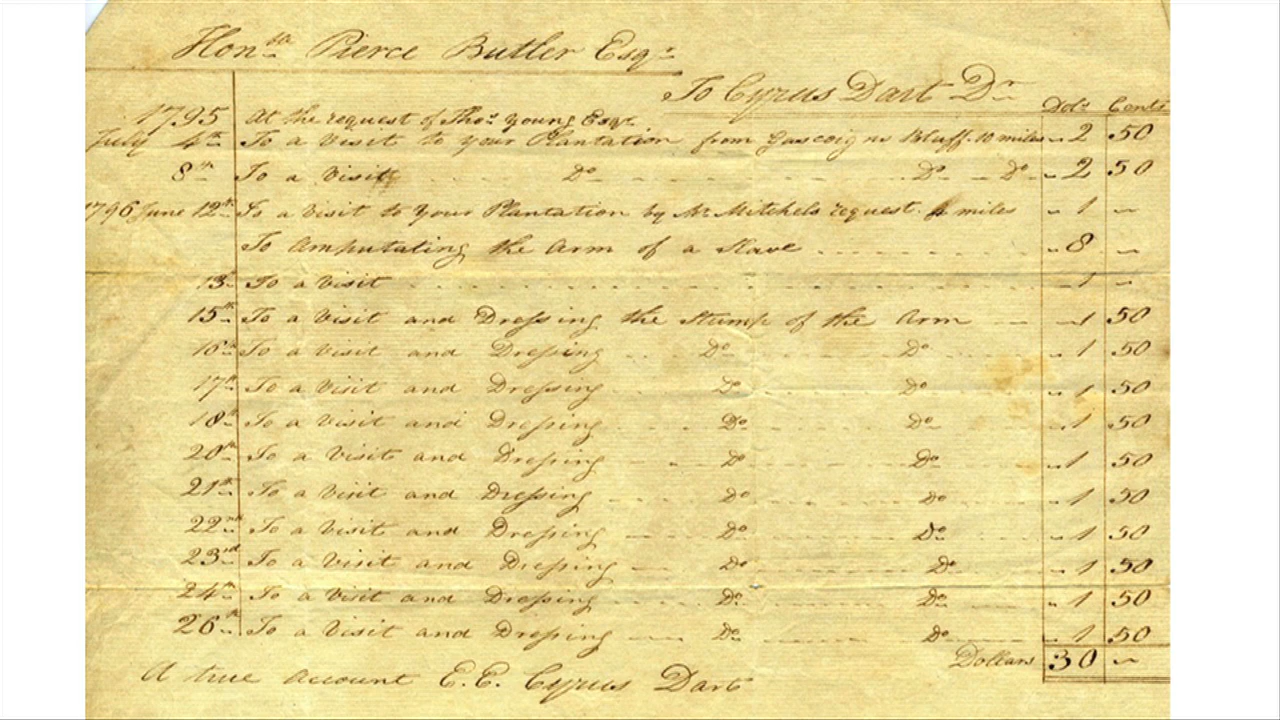 Honble Pierce Butler Esqr
To Cyrus Dart Dr
Dols Cents
1795 At the request of Thos Young Esqr
July 4th To a Visit to your Plantation from Gascoigns Bluff. 10 miles 2 50
8th To a Visit Do Do Do 2 50
1796 June 12th To a Visit to your Plantation by Mr Mitchels request. 4 miles 1 –
To Amputating the Arm of a Slave 8 –
13 To a Visit 1 –
15th To a Visit and Dressing the Stump of the Arm 1 50
16th To a Visit and Dressing Do Do 1 50
17th To a Visit and Dressing Do Do 1 50
18th To a Visit and Dressing Do Do 1 50
20th To a Visit and Dressing Do Do 1 50
21th To a Visit and Dressing Do Do 1 50
22nd To a Visit and Dressing Do Do 1 50
23rd To a Visit and Dressing Do Do 1 50
24th To a Visit and Dressing Do Do 1 50
26th To a Visit and Dressing Do Do 1 50
Dollars 30 –
A true Account E.E. Cyrus Dart